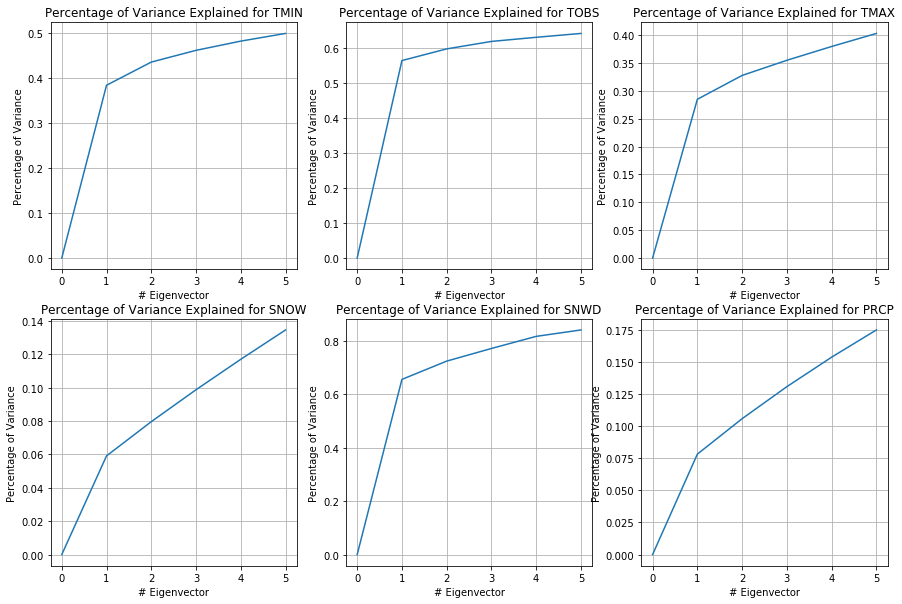 Percentage of Variance Explained for TMIN
Percentage of Variance Explained for TOBS
Percentage of Variance Explained for TMAX
0.5
0.4
0.3
0.2
0.1
0.0
Percentage of Variance
0 1 2 3 4 5
# Eigenvector
0.6
0.5
0.4
0.3
0.2
0.1
0.0
Percentage of Variance
0 1 2 3 4 5
# Eigenvector
0.40
0.35
0.30
0.25
0.20
0.15
0.10
0.05
0.00
Percentage of Variance
0 1 2 3 4 5
# Eigenvector
Percentage of Variance Explained for SNOW
Percentage of Variance Explained for SNWD
Percentage of Variance Explained for PRCP
0.14
0.12
0.10
0.08
0.06
0.04
0.02
0.00
Percentage of Variance
0 1 2 3 4 5
# Eigenvector
0.8
0.6
0.4
0.2
0.0
Percentage of Variance
0 1 2 3 4 5
# Eigenvector
0.175
0.150
0.125
0.100
0.075
0.050
0.025
0.000
Percentage of Variance
0 1 2 3 4 5
# Eigenvector